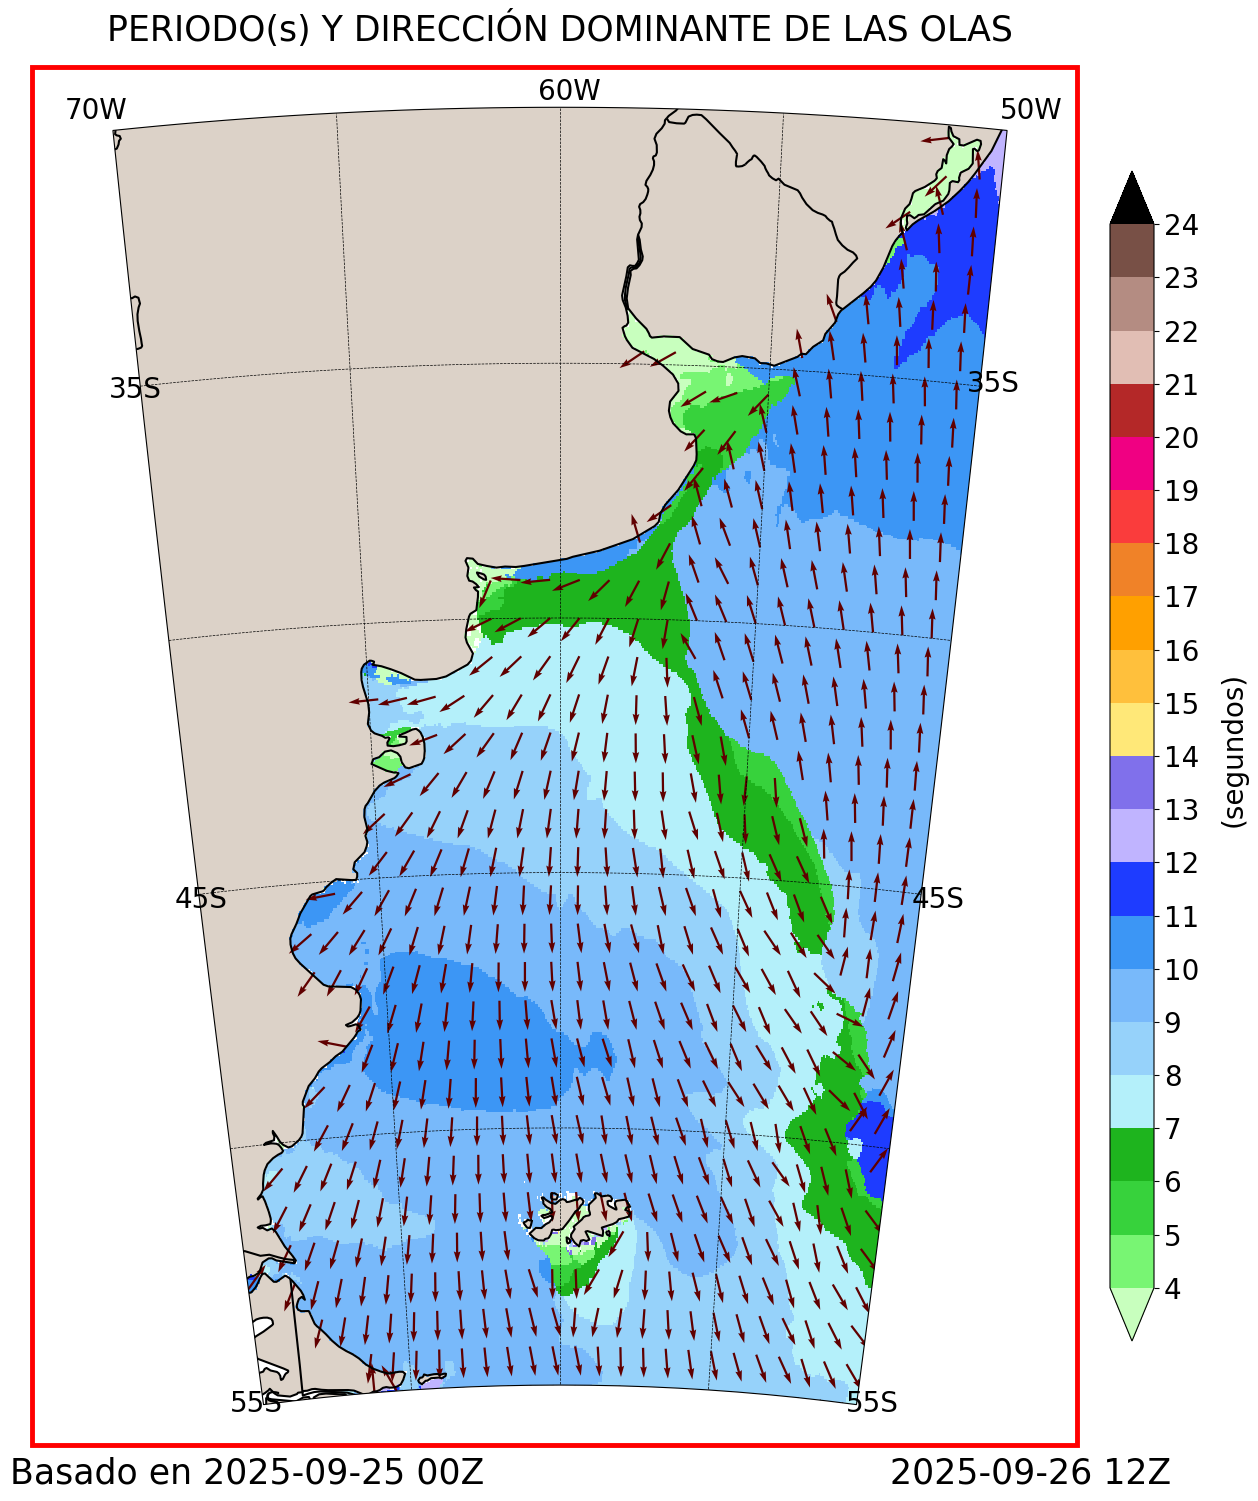 PERIODO(s) Y DIRECCIÓN DOMINANTE DE LAS OLAS
70W
60W
50W
35S
35S
45S
45S
55S
55S
24
23
22
21
20
19
18
17
16
15
14
13
12
11
10
9
8
7
6
5
4
(segundos)
Basado en 2025-09-25 00Z
2025-09-26 12Z